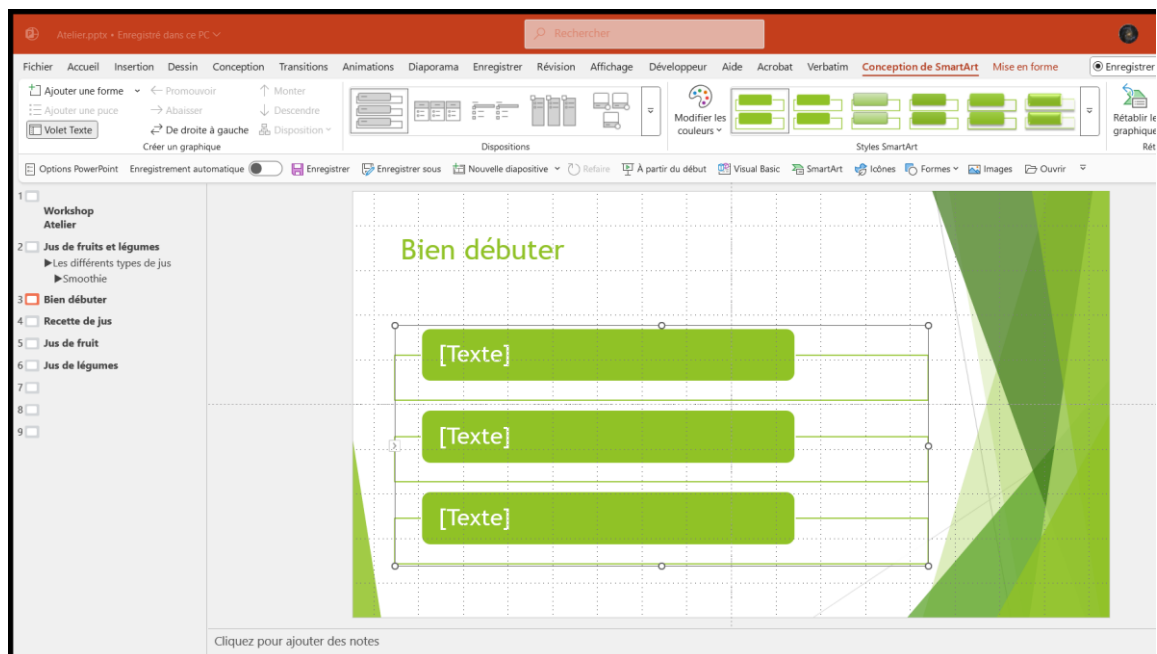 Atelier.pptx • Enregistré dans ce PC
Rechercher
Fichier Accueil Insertion Dessin Conception Transitions Animations Diaporama Enregistrer Révision Affichage Développeur Aide Acrobat Verbatim Conception de SmartArt Mise en forme Enregistrer
Ajouter une forme Promouvoir Monter
Ajouter une puce Abaisser Descendre
Volet Texte De droite à gauche Disposition
Créer un graphique
Dispositions
Modifier les
couleurs
Styles SmartArt
Rétablir le
graphique
Rét
Options PowerPoint Enregistrement automatique Enregistrer Enregistrer sous Nouvelle diapositive Refaire À partir du début Visual Basic SmartArt Icônes Formes Images Ouvrir
1
Workshop
Atelier
2 Jus de fruits et légumes
Les différents types de jus
Smoothie
3 Bien débuter
4 Recette de jus
5 Jus de fruit
6 Jus de légumes
7
8
9
Bien débuter
[Texte]
[Texte]
[Texte]
Cliquez pour ajouter des notes